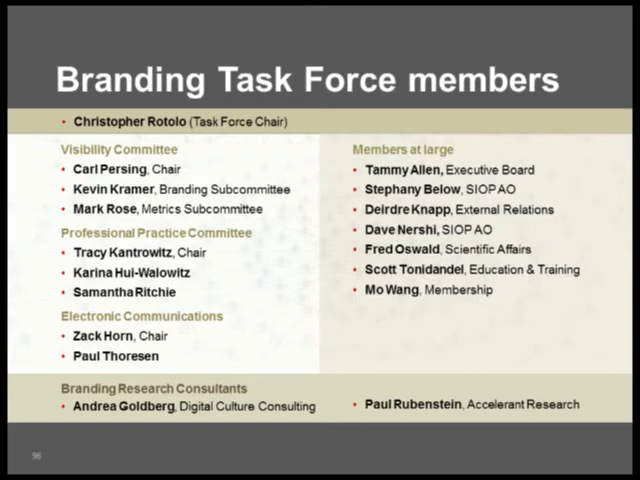 Branding Task Force members
• Christopher Rotolo (Task Force Chair)
Visibility Committee
• Carl Persing, Chair
• Kevin Kramer, Branding Subcommittee
• Mark Rose, Metrics Subcommittee
Professional Practice Committee
• Tracy Kantrowitz, Chair
• Karina Hui-Walowitz
• Samantha Ritchie
Electronic Communications
• Zack Horn, Chair
• Paul Thoresen
Members at large
• Tammy Allen, Executive Board
• Stephany Below, SIOP AO
• Deirdre Knapp, External Relations
• Dave Nershi, SIOP AO
• Fred Oswald, Scientific Affairs
• Scott Tonidandel, Education & Training
• Mo Wang, Membership
Branding Research Consultants
• Andrea Goldberg, Digital Culture Consulting
• Paul Rubenstein, Accelerant Research
96